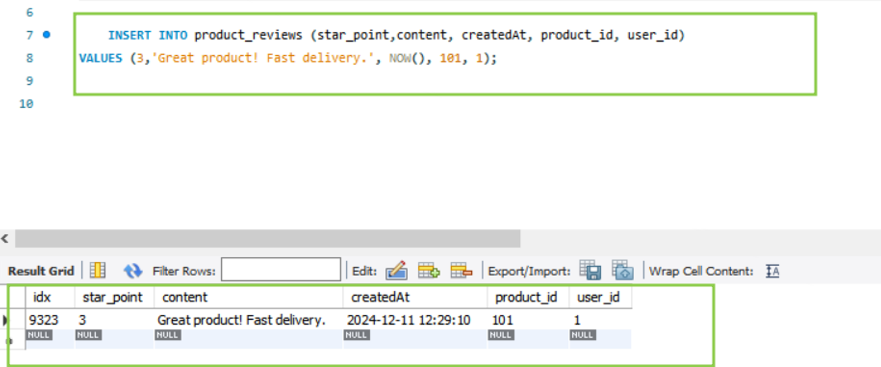 6
7 INSERT INTO product_reviews (star_point,content, createdAt, product_id, user_id)
8 VALUES (3,'Great product! Fast delivery.', NOW(), 101, 1);
9
10
Result Grid Filter Rows: Edit: Export/Import: Wrap Cell Content: IA
idx star_point content createdAt product_id user_id
9323 3 Great product! Fast delivery. 2024-12-11 12:29:10 101 1
NULL NULL NULL NULL NULL NULL